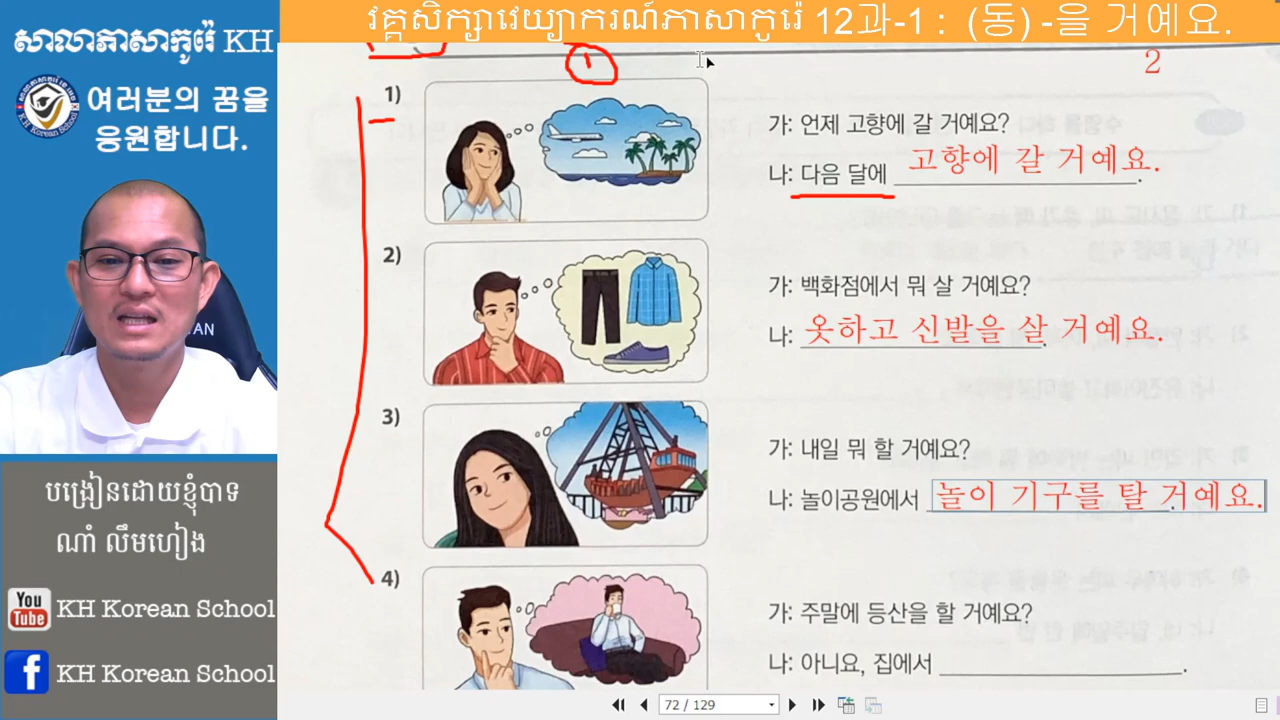 សាលាភាសាកូរ៉េ KH
វគ្គសិក្សាវេយ្យាករណ៍ភាសាកូរ៉េ 12과-1 : (동) -을 거예요.
여러분의 꿈을
응원합니다.
KH Korean School
1
2
1)
가: 언제 고향에 갈 거예요?
나: 다음 달에 고향에 갈 거예요.
2)
가: 백화점에서 뭐 살 거예요?
나: 옷하고 신발을 살 거예요.
3)
가: 내일 뭐 할 거예요?
나: 놀이공원에서 놀이 기구를 탈 거예요.
4)
가: 주말에 등산을 할 거예요?
나: 아니요, 집에서
បង្រៀនដោយខ្ញុំបាទ
ណាំ លឹមហៀង
You Tube KH Korean School
f KH Korean School
72 / 129